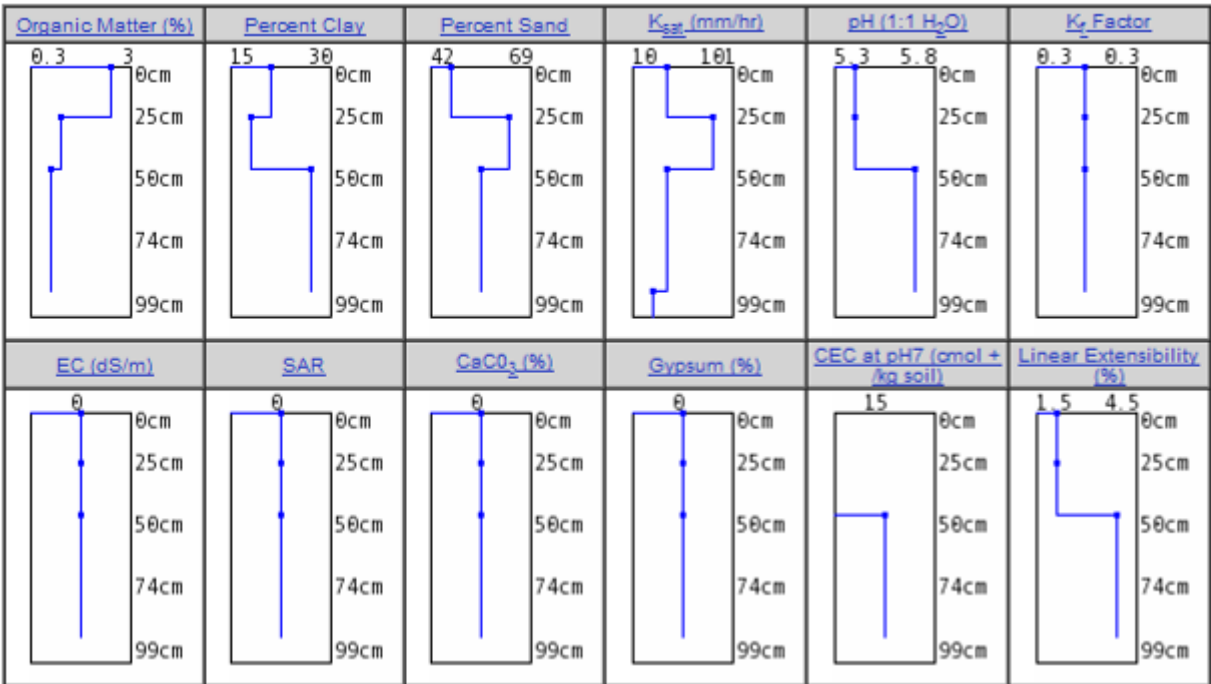 Organic Matter (%) Percent Clay Percent Sand Ksat (mm/hr) pH (1:1 H2O) Kf Factor
0.3 3 15 30 42 69 10 101 5.3 5.8 0.3 0.3
0cm 0cm 0cm 0cm 0cm 0cm
25cm 25cm 25cm 25cm 25cm 25cm
50cm 50cm 50cm 50cm 50cm 50cm
74cm 74cm 74cm 74cm 74cm 74cm
99cm 99cm 99cm 99cm 99cm 99cm
EC (dS/m) SAR CaC03 (%) Gypsum (%) CEC at pH7 (cmol + Linear Extensibility
/kg soil) (%)
0 0 0 0 15 1.5 4.5
0cm 0cm 0cm 0cm 0cm 0cm
25cm 25cm 25cm 25cm 25cm 25cm
50cm 50cm 50cm 50cm 50cm 50cm
74cm 74cm 74cm 74cm 74cm 74cm
99cm 99cm 99cm 99cm 99cm 99cm